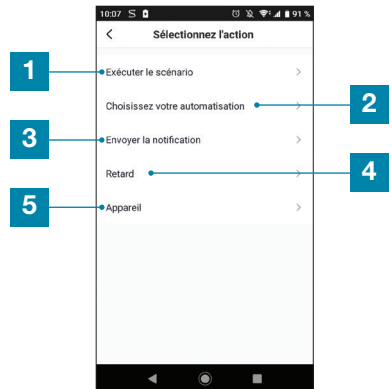 10:07 S 91 %
Sélectionnez l'action
1
Exécuter le scénario
Choisissez votre automatisation
2
3
Envoyer la notification
Retard
4
5
Appareil